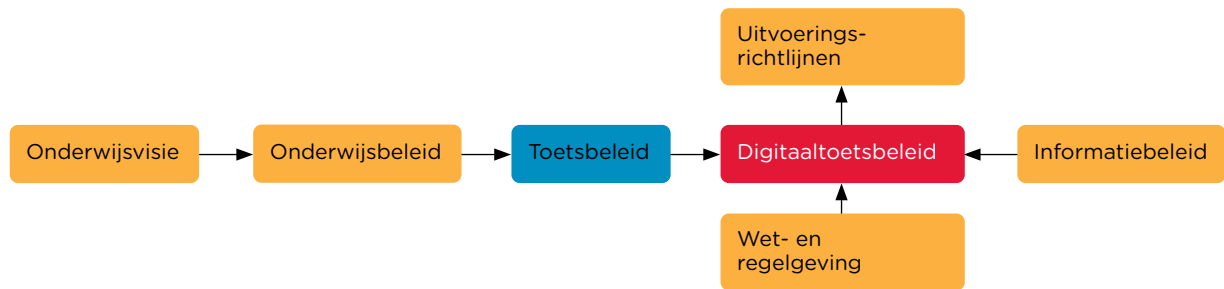 Uitvoerings-
richtlijnen
Onderwijsvisie
Onderwijsbeleid
Toetsbeleid
Digitaaltoetsbeleid
Informatiebeleid
Wet- en
regelgeving